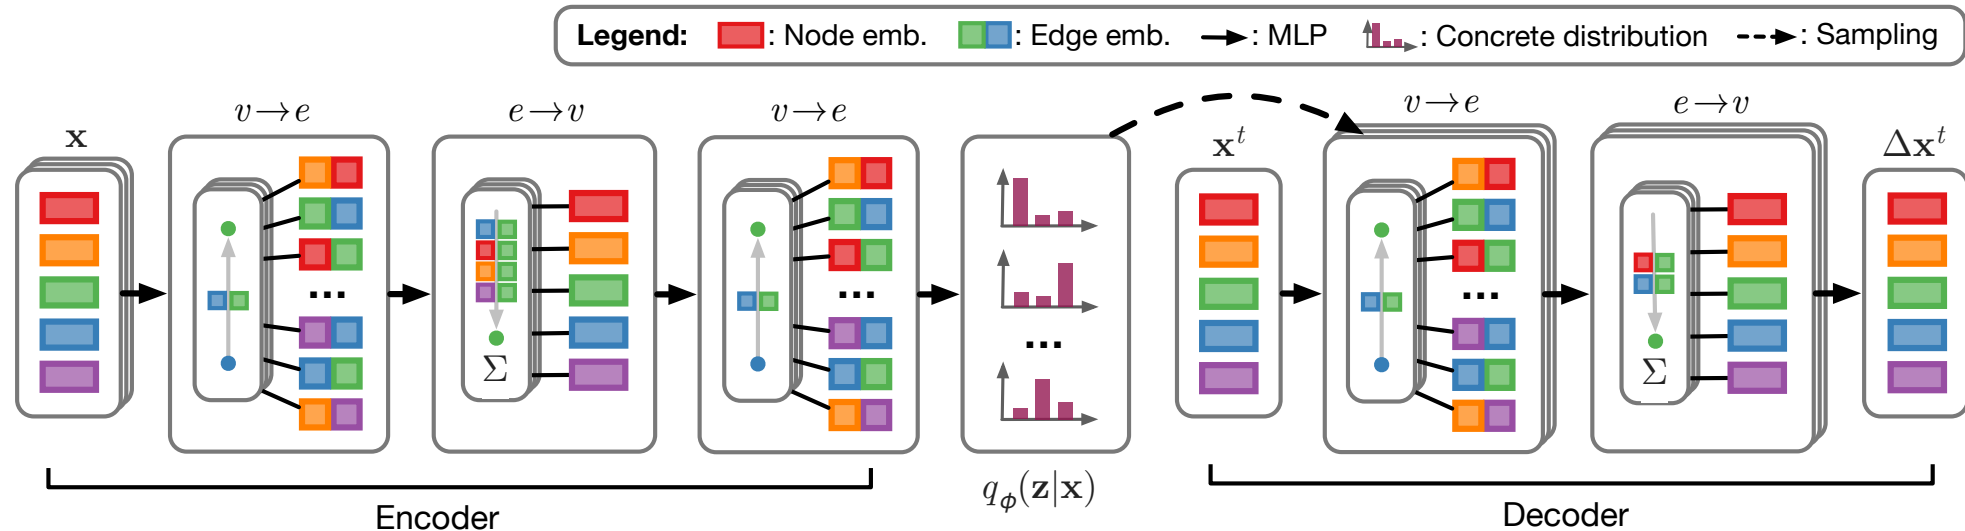 Legend: : Node emb. : Edge emb. : MLP : Concrete distribution : Sampling
x
v→e
e→v
v→e
x^t
v→e
e→v
Δx^t
...
...
...
...
Σ
Σ
q_ϕ(z|x)
Encoder
Decoder